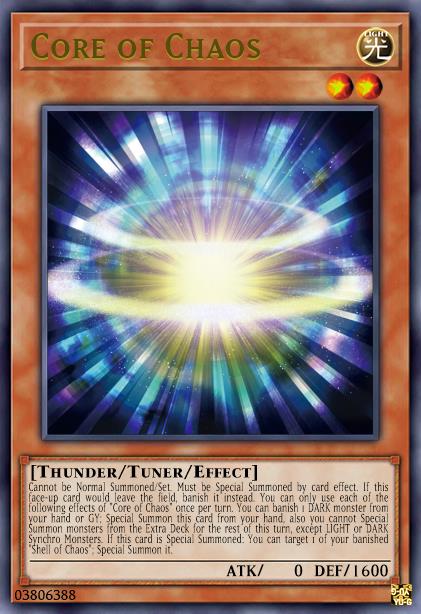 CORE OF CHAOS
LIGHT
光
[THUNDER/TUNER/EFFECT]
Cannot be Normal Summoned/Set. Must be Special Summoned by card effect. If this
face-up card would leave the field, banish it instead. You can only use each of the
following effects of "Core of Chaos" once per turn. You can banish 1 DARK monster from
your hand or GY; Special Summon this card from your hand, also you cannot Special
Summon monsters from the Extra Deck for the rest of this turn, except LIGHT or DARK
Synchro Monsters. If this card is Special Summoned: You can target 1 of your banished
"Shell of Chaos"; Special Summon it.
ATK/ 0 DEF/1600
03806388